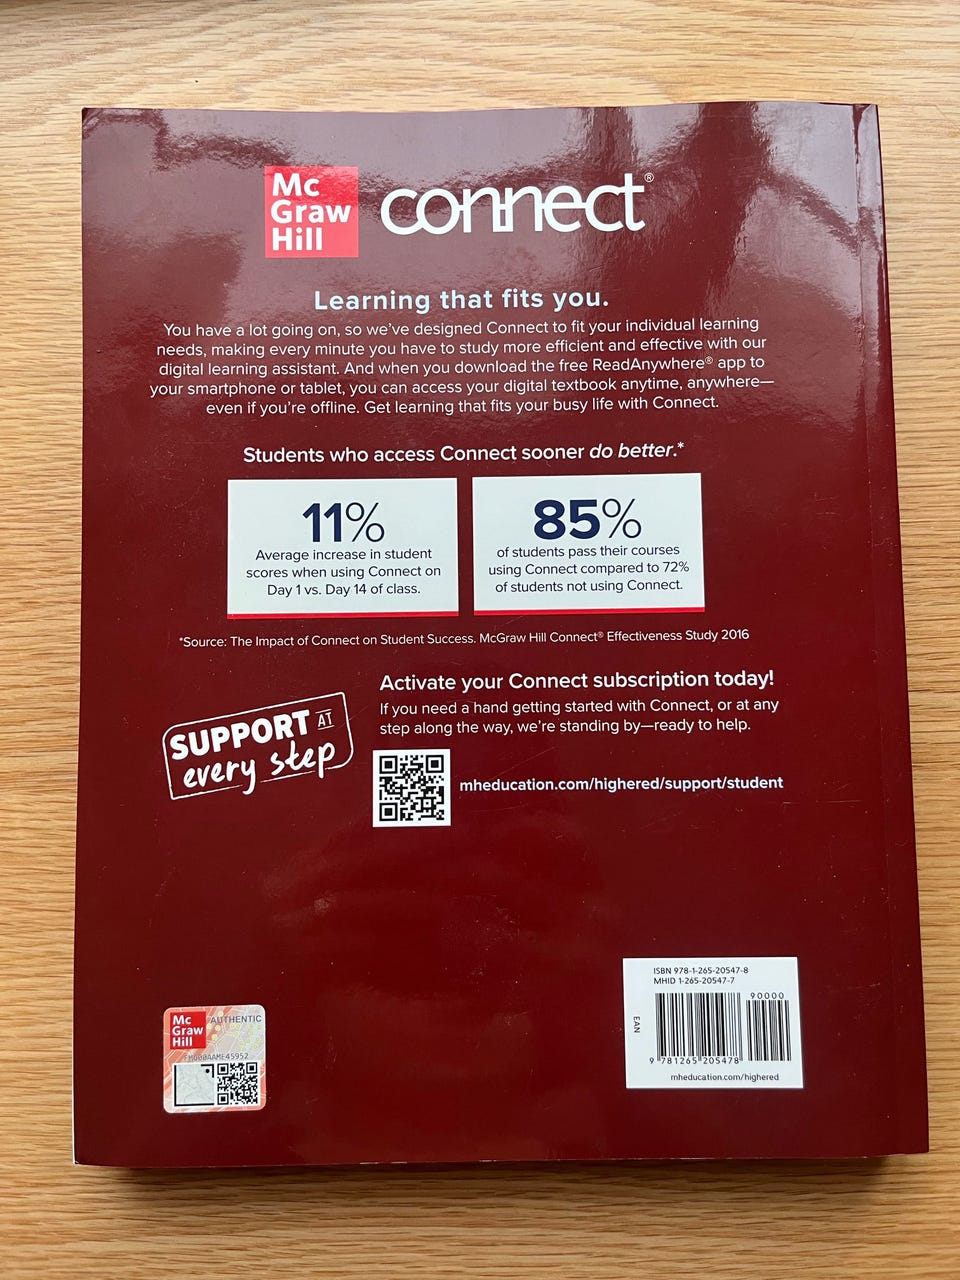 Mc
Graw
Hill
connect®
Learning that fits you.
You have a lot going on, so we've designed Connect to fit your individual learning
needs, making every minute you have to study more efficient and effective with our
digital learning assistant. And when you download the free ReadAnywhere® app to
your smartphone or tablet, you can access your digital textbook anytime, anywhere—
even if you're offline. Get learning that fits your busy life with Connect.
Students who access Connect sooner do better.*
11%
Average increase in student
scores when using Connect on
Day 1 vs. Day 14 of class.
85%
of students pass their courses
using Connect compared to 72%
of students not using Connect.
*Source: The Impact of Connect on Student Success. McGraw Hill Connect® Effectiveness Study 2016
SUPPORT AT
every step
Activate your Connect subscription today!
If you need a hand getting started with Connect, or at any
step along the way, we're standing by—ready to help.
mheducation.com/highered/support/student
Mc
Graw
Hill
AUTHENTIC
FM000AAME45952
ISBN 978-1-265-20547-8
MHID 1-265-20547-7
90000
EAN
9 781265 205478
mheducation.com/highered